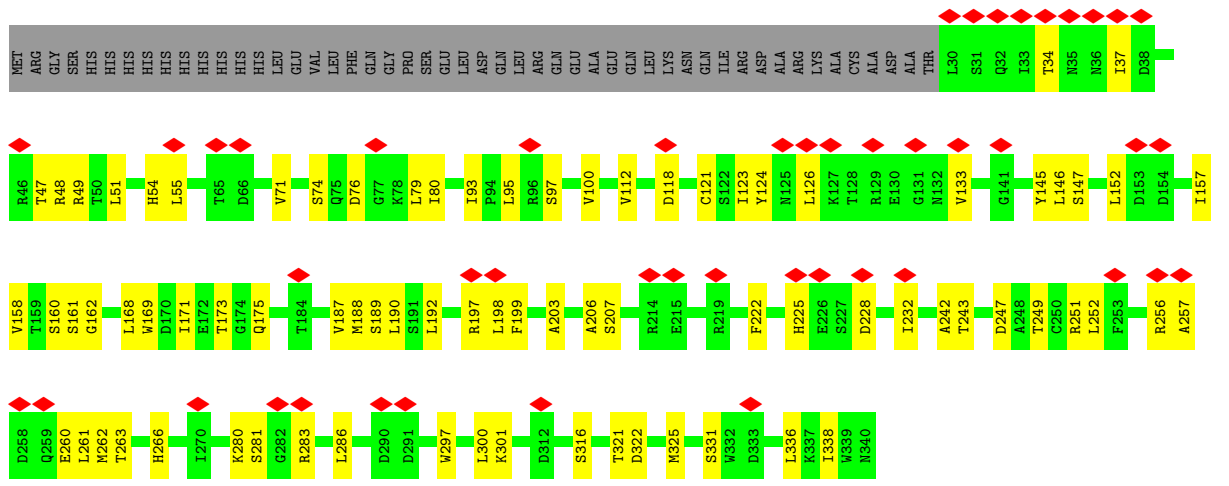 MET ARG GLY SER HIS HIS HIS HIS HIS HIS HIS HIS HIS HIS LEU GLU VAL LEU PHE GLN GLY PRO SER GLU LEU ASP GLN LEU ARG GLN GLU ALA GLU GLN LEU LYS ASN GLN ILE ARG ASP ALA ARG LYS ALA CYS ALA ASP ALA THR L30 S31 Q32 I33 T34 N35 N36 I37 D38
R46 T47 R48 R49 T50 L51 H54 L55 T65 D66 V71 S74 Q75 D76 G77 K78 L79 I80 I93 P94 L95 R96 S97 V100 V112 D118 C121 S122 I123 Y124 N125 L126 K127 T128 R129 E130 G131 N132 V133 G141 Y145 L146 S147 L152 D153 D154 I157
V158 T159 S160 S161 G162 L168 W169 D170 I171 E172 T173 G174 Q175 T184 V187 M188 S189 L190 S191 L192 R197 L198 F199 A203 A206 S207 R214 E215 R219 F222 H225 E226 S227 D228 I232 A242 T243 D247 A248 T249 C250 R251 L252 F253 R256 A257
D258 Q259 E260 L261 M262 T263 H266 I270 K280 S281 G282 R283 L286 D290 D291 W297 L300 K301 D312 S316 T321 D322 M325 S331 W332 D333 L336 K337 I338 W339 N340